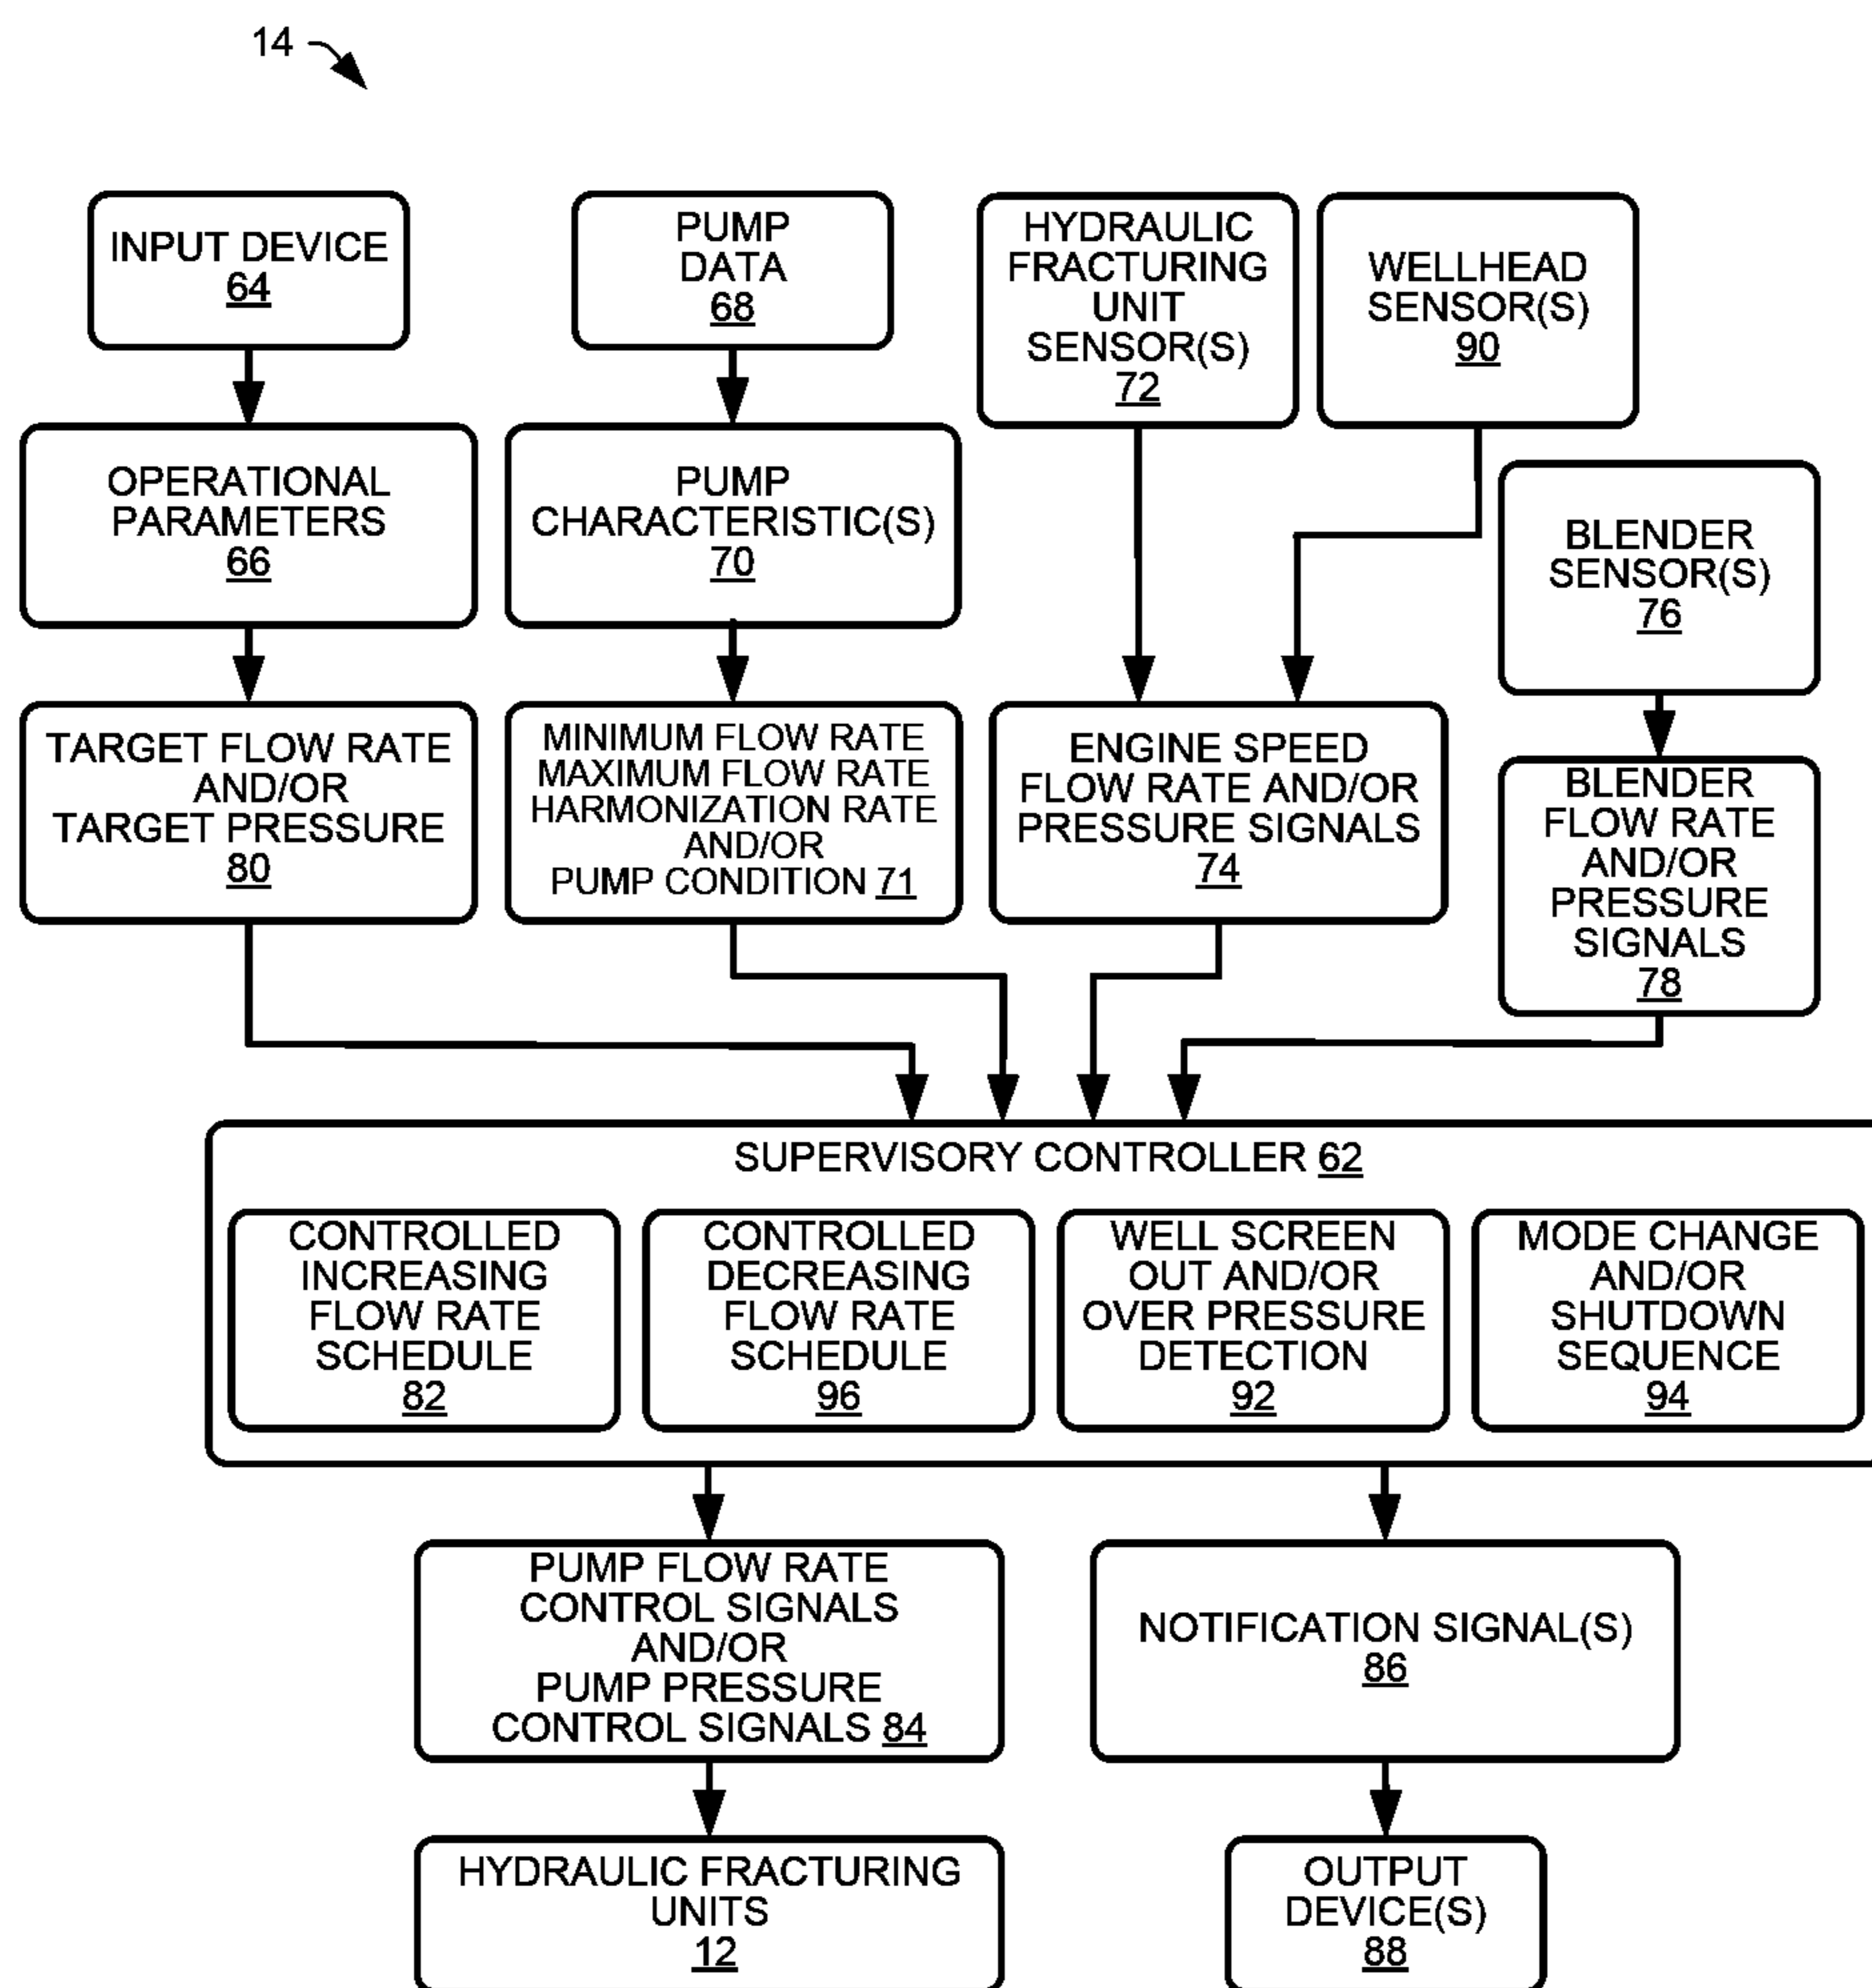 14
INPUT DEVICE
64
PUMP
DATA
68
HYDRAULIC
FRACTURING
UNIT
SENSOR(S)
72
WELLHEAD
SENSOR(S)
90
OPERATIONAL
PARAMETERS
66
PUMP
CHARACTERISTIC(S)
70
BLENDER
SENSOR(S)
76
TARGET FLOW RATE
AND/OR
TARGET PRESSURE
80
MINIMUM FLOW RATE
MAXIMUM FLOW RATE
HARMONIZATION RATE
AND/OR
PUMP CONDITION 71
ENGINE SPEED
FLOW RATE AND/OR
PRESSURE SIGNALS
74
BLENDER
FLOW RATE
AND/OR
PRESSURE
SIGNALS
78
SUPERVISORY CONTROLLER 62
CONTROLLED
INCREASING
FLOW RATE
SCHEDULE
82
CONTROLLED
DECREASING
FLOW RATE
SCHEDULE
96
WELL SCREEN
OUT AND/OR
OVER PRESSURE
DETECTION
92
MODE CHANGE
AND/OR
SHUTDOWN
SEQUENCE
94
PUMP FLOW RATE
CONTROL SIGNALS
AND/OR
PUMP PRESSURE
CONTROL SIGNALS 84
NOTIFICATION SIGNAL(S)
86
HYDRAULIC FRACTURING
UNITS
12
OUTPUT
DEVICE(S)
88